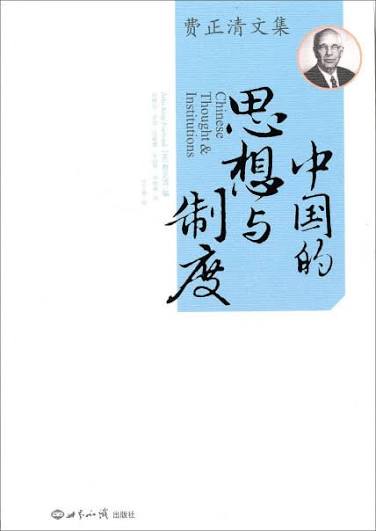 费正清文集
中国的
思想与
制度
Chinese
Thought &
Institutions
世界知识出版社